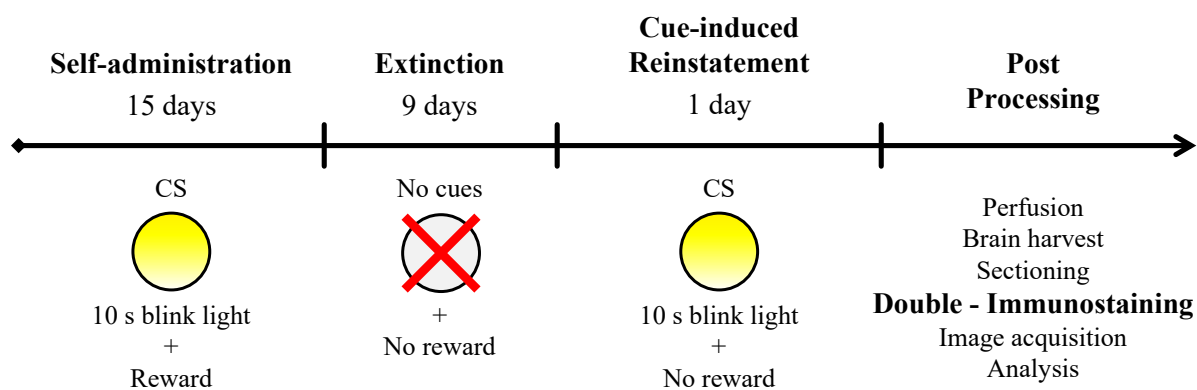 Self-administration
15 days
Extinction
9 days
Cue-induced
Reinstatement
1 day
Post
Processing
CS
10 s blink light
+
Reward
No cues
+
No reward
CS
10 s blink light
+
No reward
Perfusion
Brain harvest
Sectioning
Double - Immunostaining
Image acquisition
Analysis